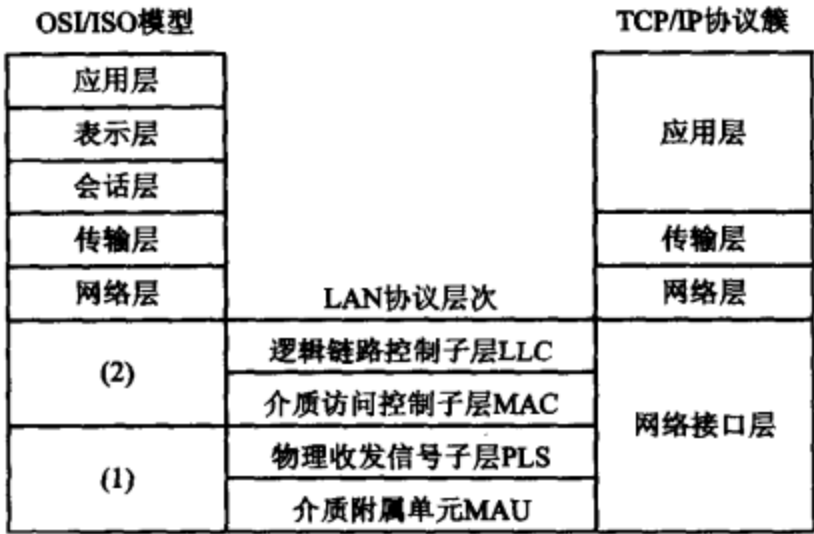 OSI/ISO模型
TCP/IP协议簇
应用层
表示层
会话层
传输层
网络层
(2)
(1)
LAN协议层次
逻辑链路控制子层LLC
介质访问控制子层MAC
物理收发信号子层PLS
介质附属单元MAU
应用层
传输层
网络层
网络接口层